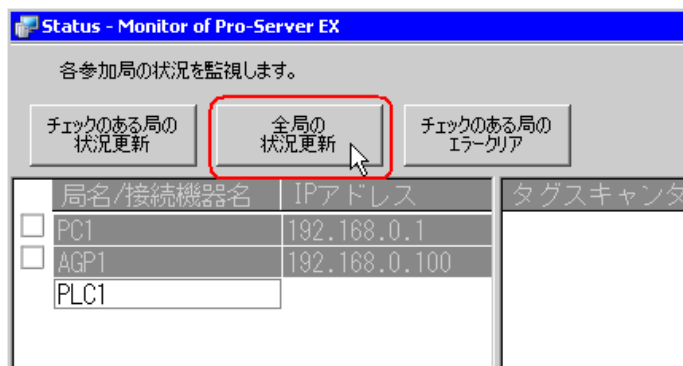 Status - Monitor of Pro-Server EX
各参加局の状況を監視します。
チェックのある局の
状況更新
全局の
状況更新
チェックのある局の
エラークリア
局名/接続機器名 IPアドレス タグスキャンタ
PC1 192.168.0.1
AGP1 192.168.0.100
PLC1